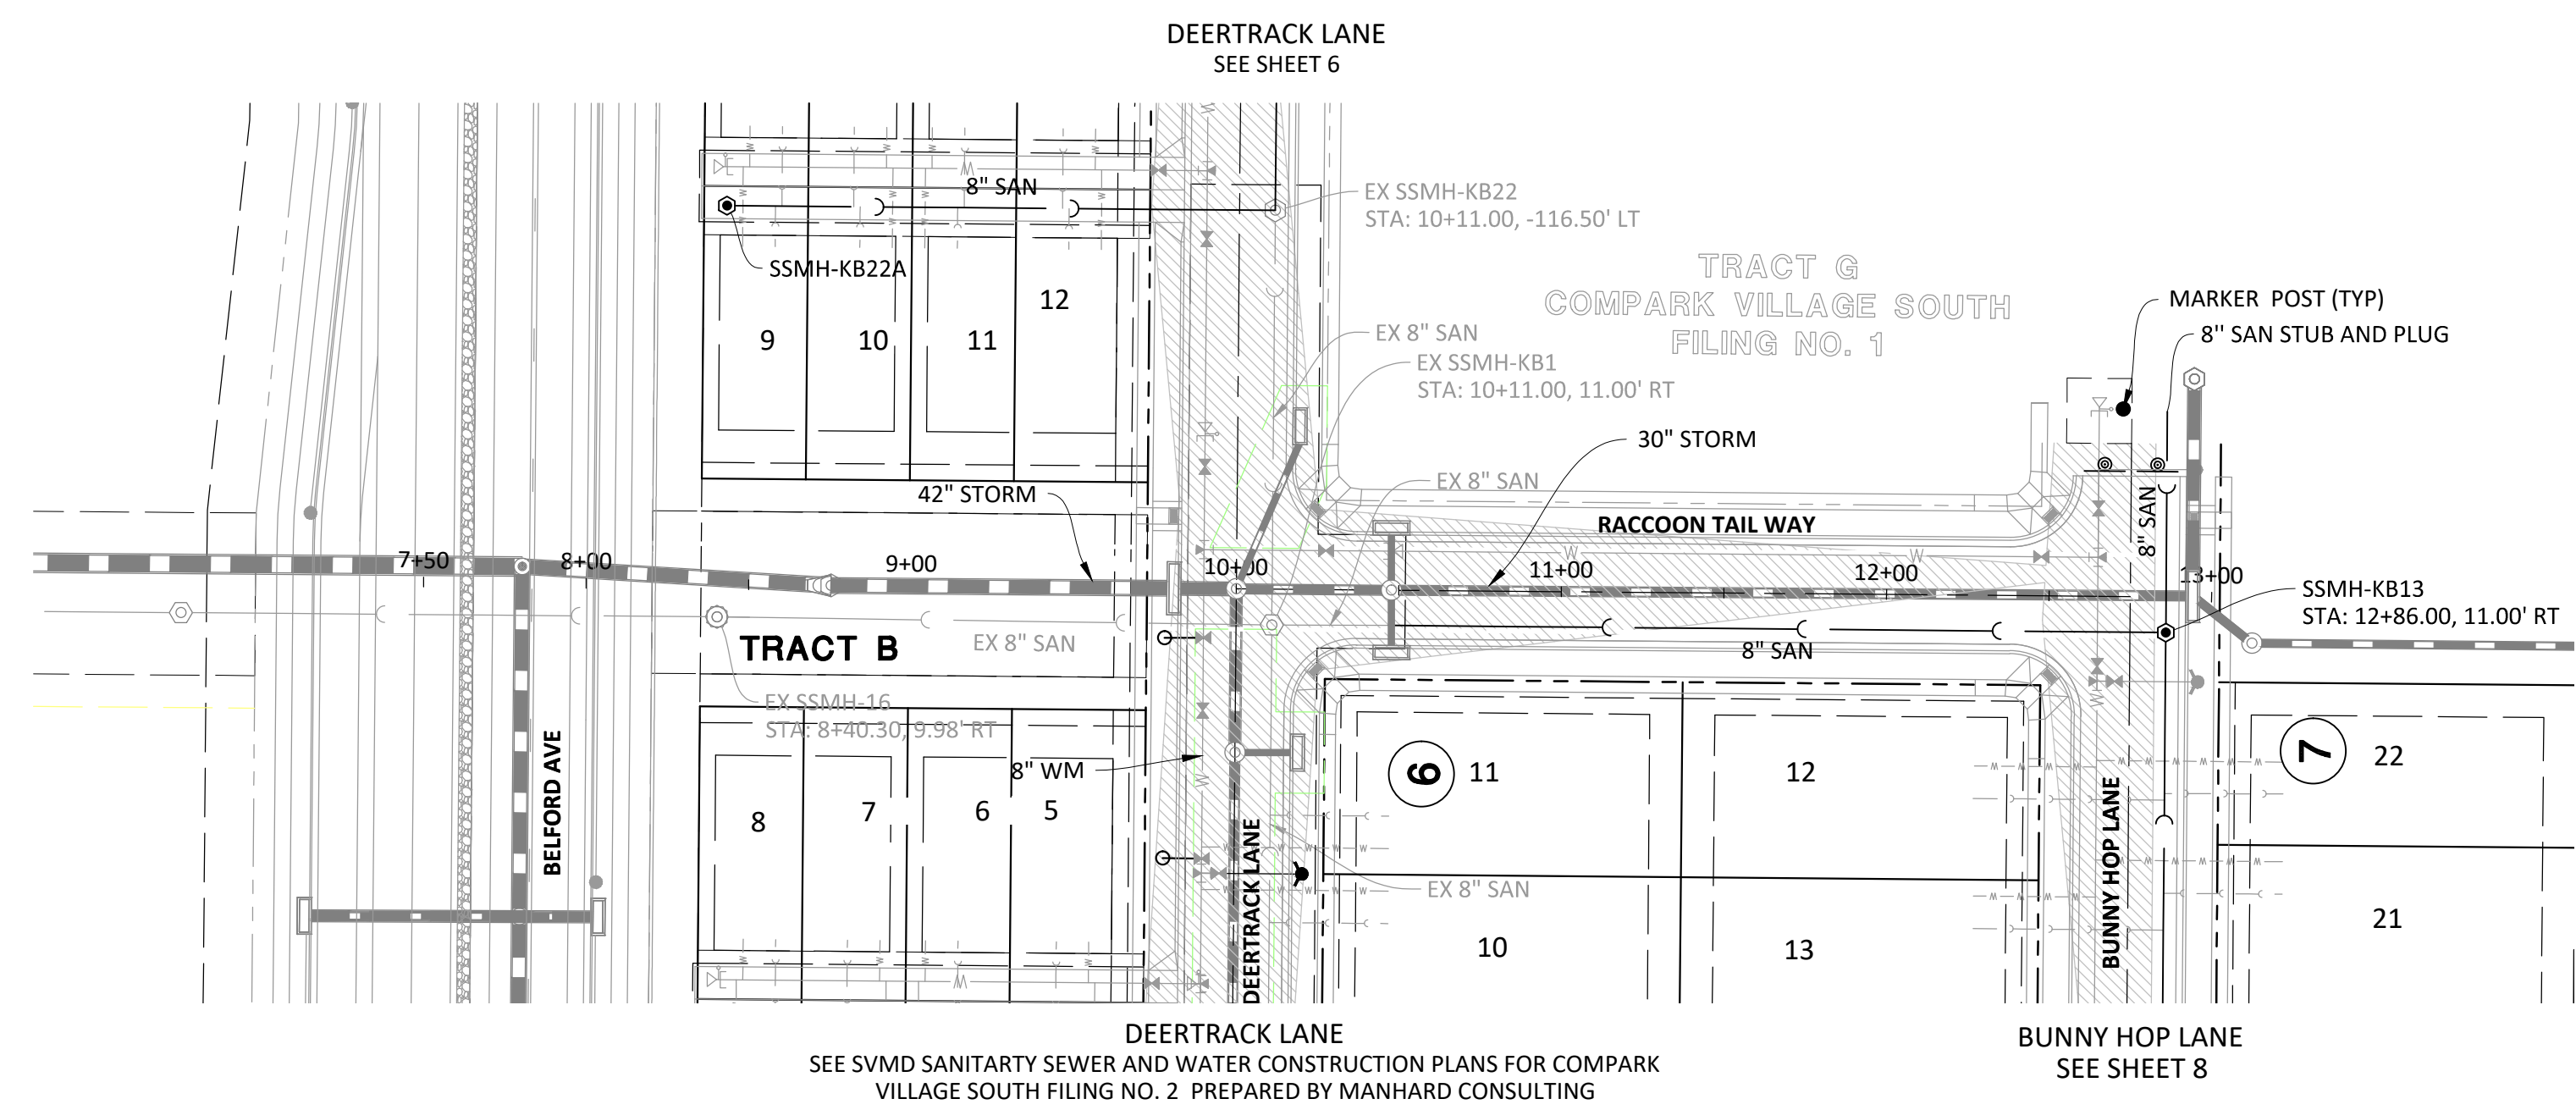 DEERTRACK LANE
SEE SHEET 6
8" SAN
SSMH-KB22A
EX SSMH-KB22
STA: 10+11.00, -116.50' LT
TRACT G
COMPARK VILLAGE SOUTH
FILING NO. 1
9
10
11
12
EX 8" SAN
EX SSMH-KB1
STA: 10+11.00, 11.00' RT
MARKER POST (TYP)
8" SAN STUB AND PLUG
30" STORM
EX 8" SAN
42" STORM
RACCOON TAIL WAY
8" SAN
7+50
8+00
9+00
10+00
11+00
12+00
13+00
SSMH-KB13
STA: 12+86.00, 11.00' RT
TRACT B
EX 8" SAN
8" SAN
EX SSMH-16
STA: 8+40.30, 9.98' RT
BELFORD AVE
8" WM
8
7
6
5
DEERTRACK LANE
EX 8" SAN
6
11
12
10
13
BUNNY HOP LANE
7
22
21
W
W
W
DEERTRACK LANE
SEE SVMD SANITARTY SEWER AND WATER CONSTRUCTION PLANS FOR COMPARK
VILLAGE SOUTH FILING NO. 2 PREPARED BY MANHARD CONSULTING
BUNNY HOP LANE
SEE SHEET 8